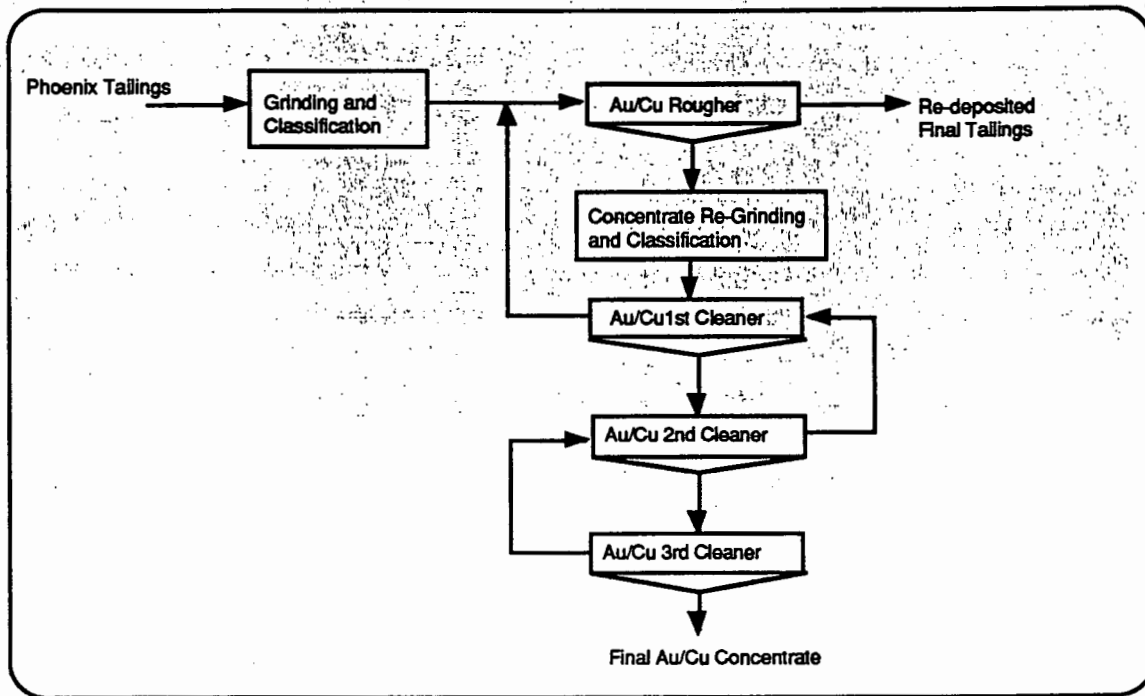 Phoenix Tailings
Grinding and
Classification
Au/Cu Rougher
Re-deposited
Final Tailings
Concentrate Re-Grinding
and Classification
Au/Cu1st Cleaner
Au/Cu 2nd Cleaner
Au/Cu 3rd Cleaner
Final Au/Cu Concentrate